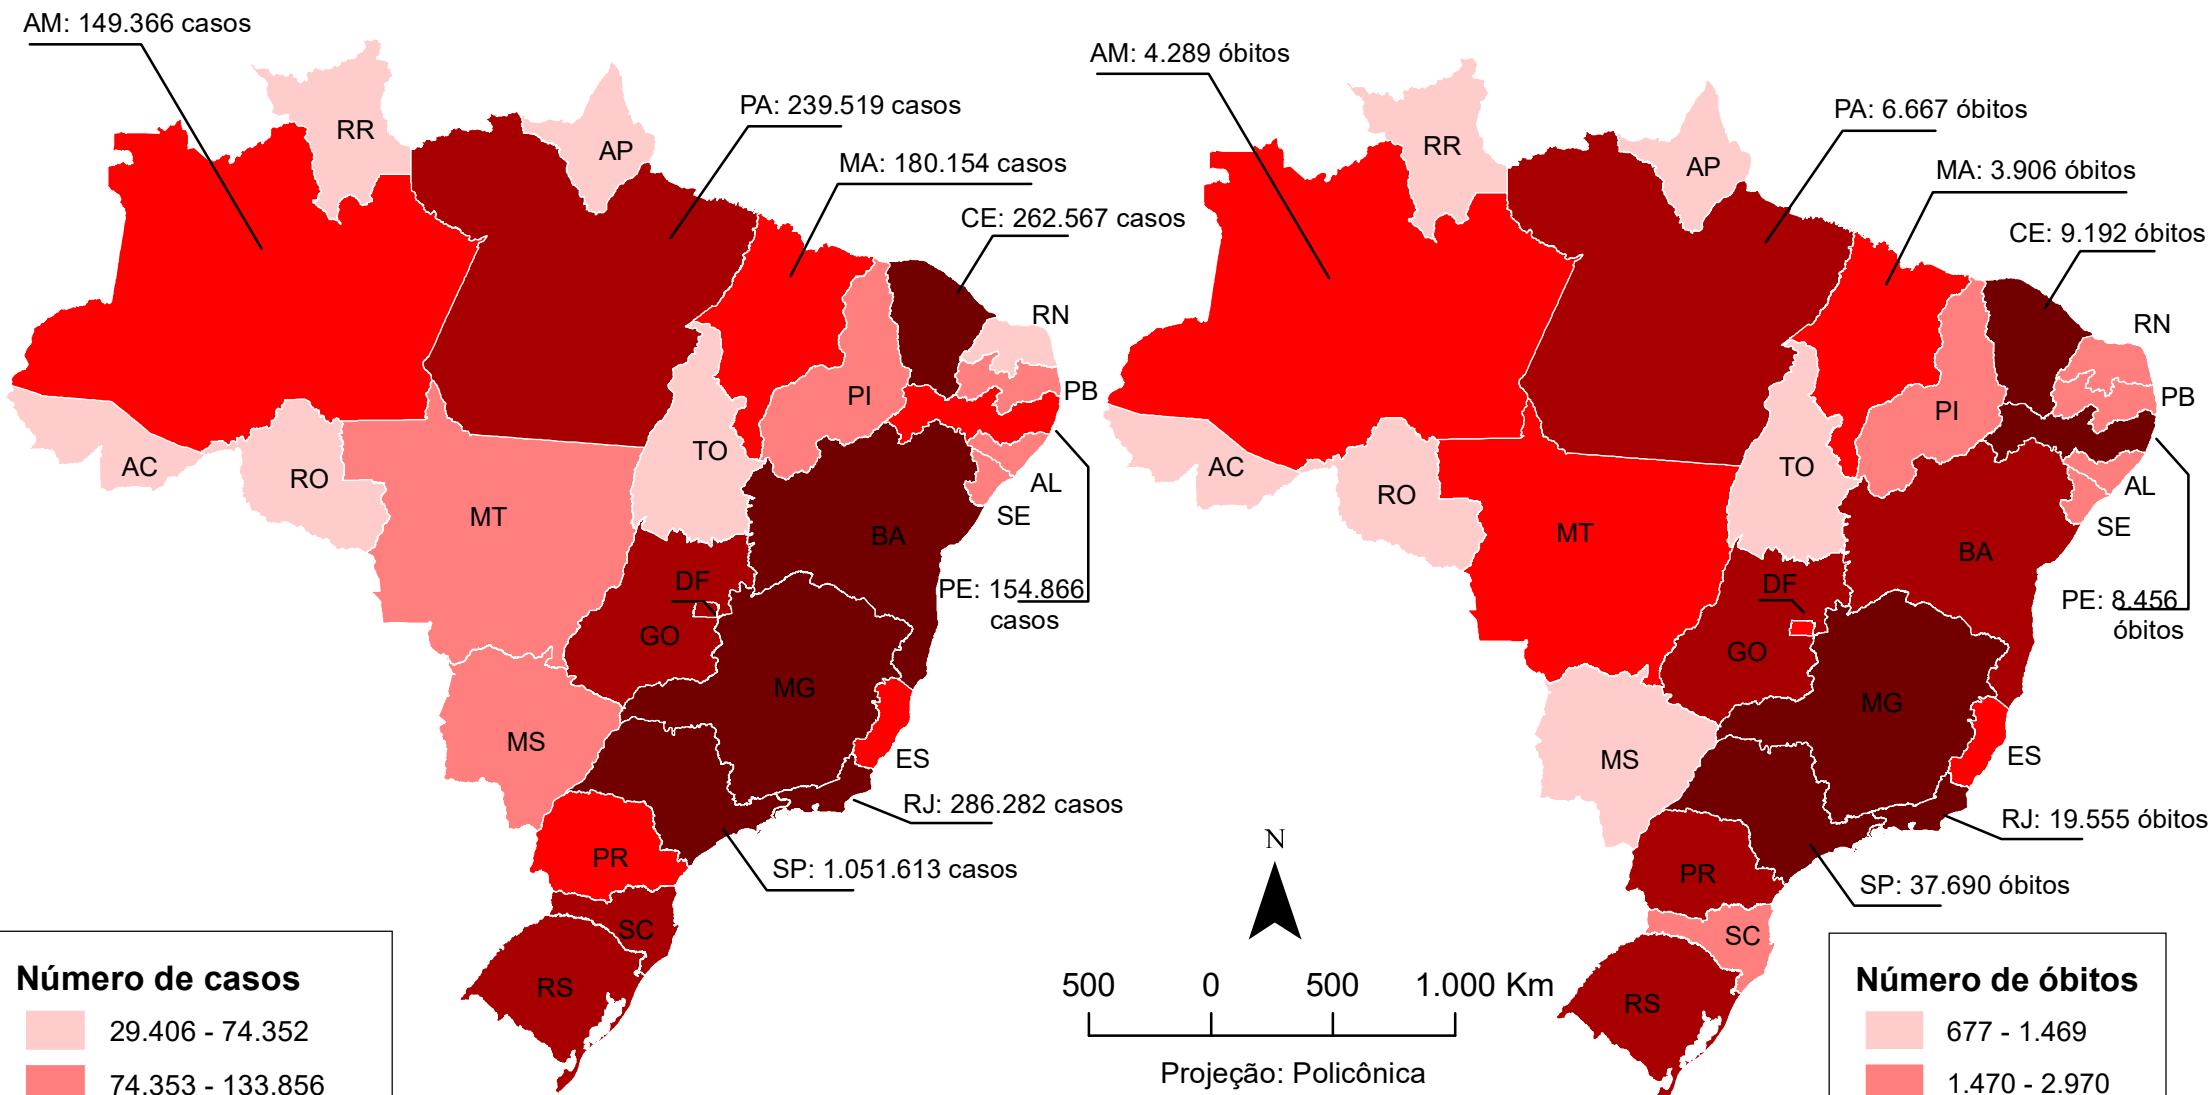 AM: 149.366 casos
RR
AP
PA: 239.519 casos
MA: 180.154 casos
CE: 262.567 casos
RN
PB
PI
TO
AC
RO
MT
AL
SE
BA
DF
PE: 154.866
casos
GO
MG
MS
ES
RJ: 286.282 casos
PR
SP: 1.051.613 casos
SC
RS
Número de casos
29.406 - 74.352
74.353 - 133.856
AM: 4.289 óbitos
RR
AP
PA: 6.667 óbitos
MA: 3.906 óbitos
CE: 9.192 óbitos
RN
PB
PI
TO
AC
RO
MT
AL
SE
BA
DF
PE: 8.456
óbitos
GO
MG
MS
ES
RJ: 19.555 óbitos
PR
SP: 37.690 óbitos
SC
RS
N
500 0 500 1.000 Km
Projeção: Policônica
Número de óbitos
677 - 1.469
1.470 - 2.970